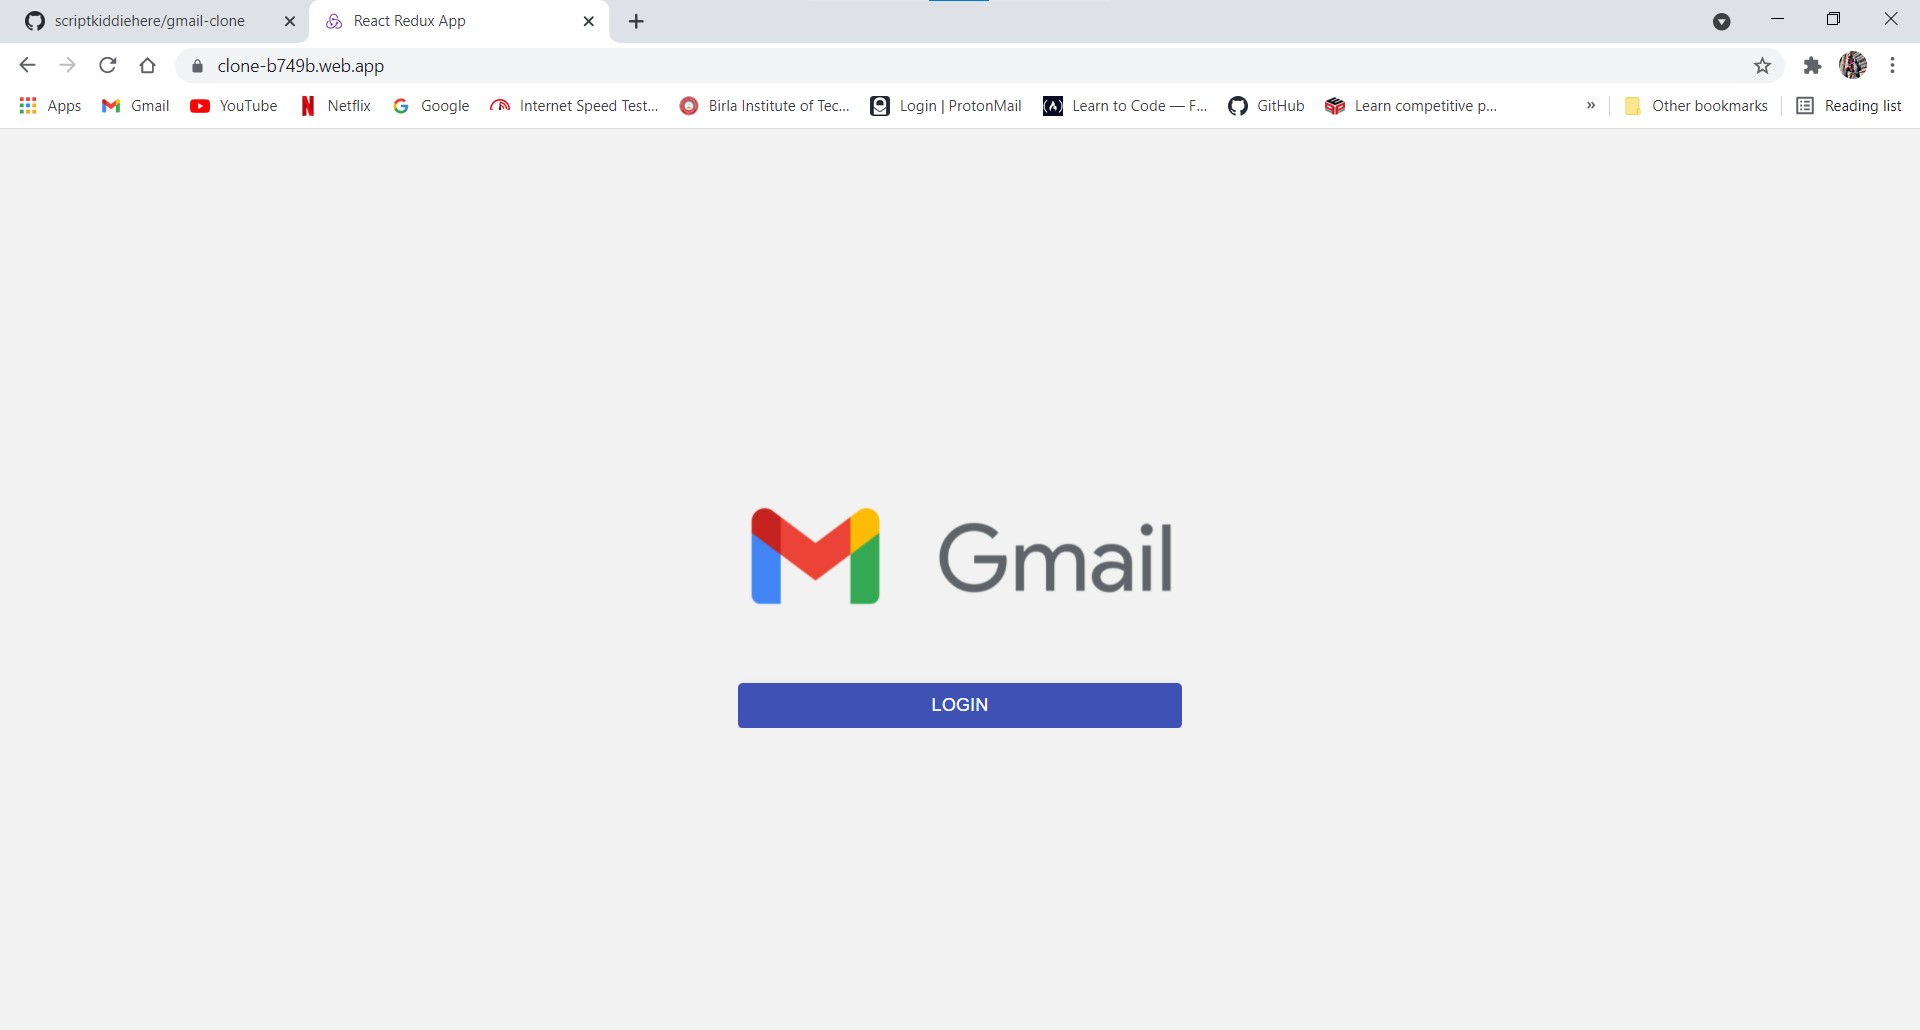 scriptkiddiehere/gmail-clone
React Redux App
clone-b749b.web.app
Apps Gmail YouTube Netflix Google Internet Speed Test... Birla Institute of Tec... Login | ProtonMail Learn to Code — F... GitHub Learn competitive p... » Other bookmarks Reading list
Gmail
LOGIN